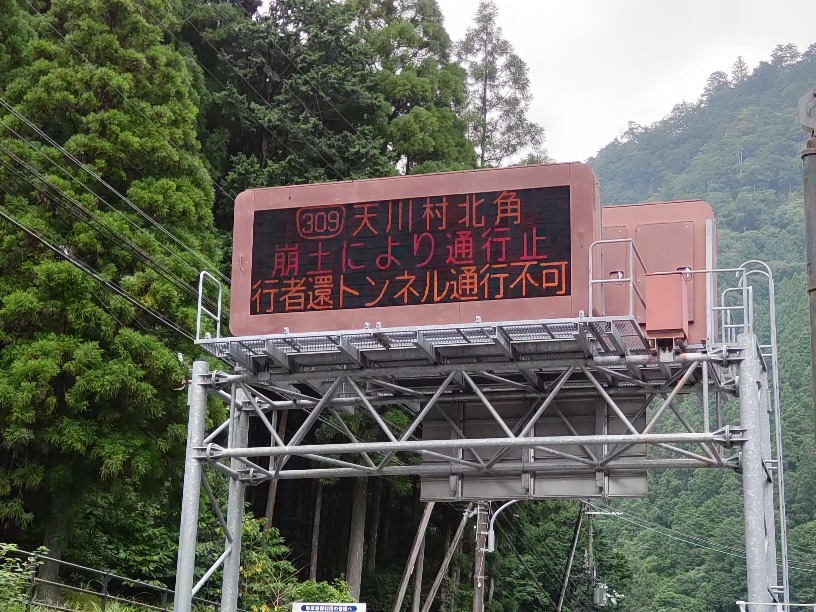 309 天川村北角
崩土により通行止
行者還トンネル通行不可